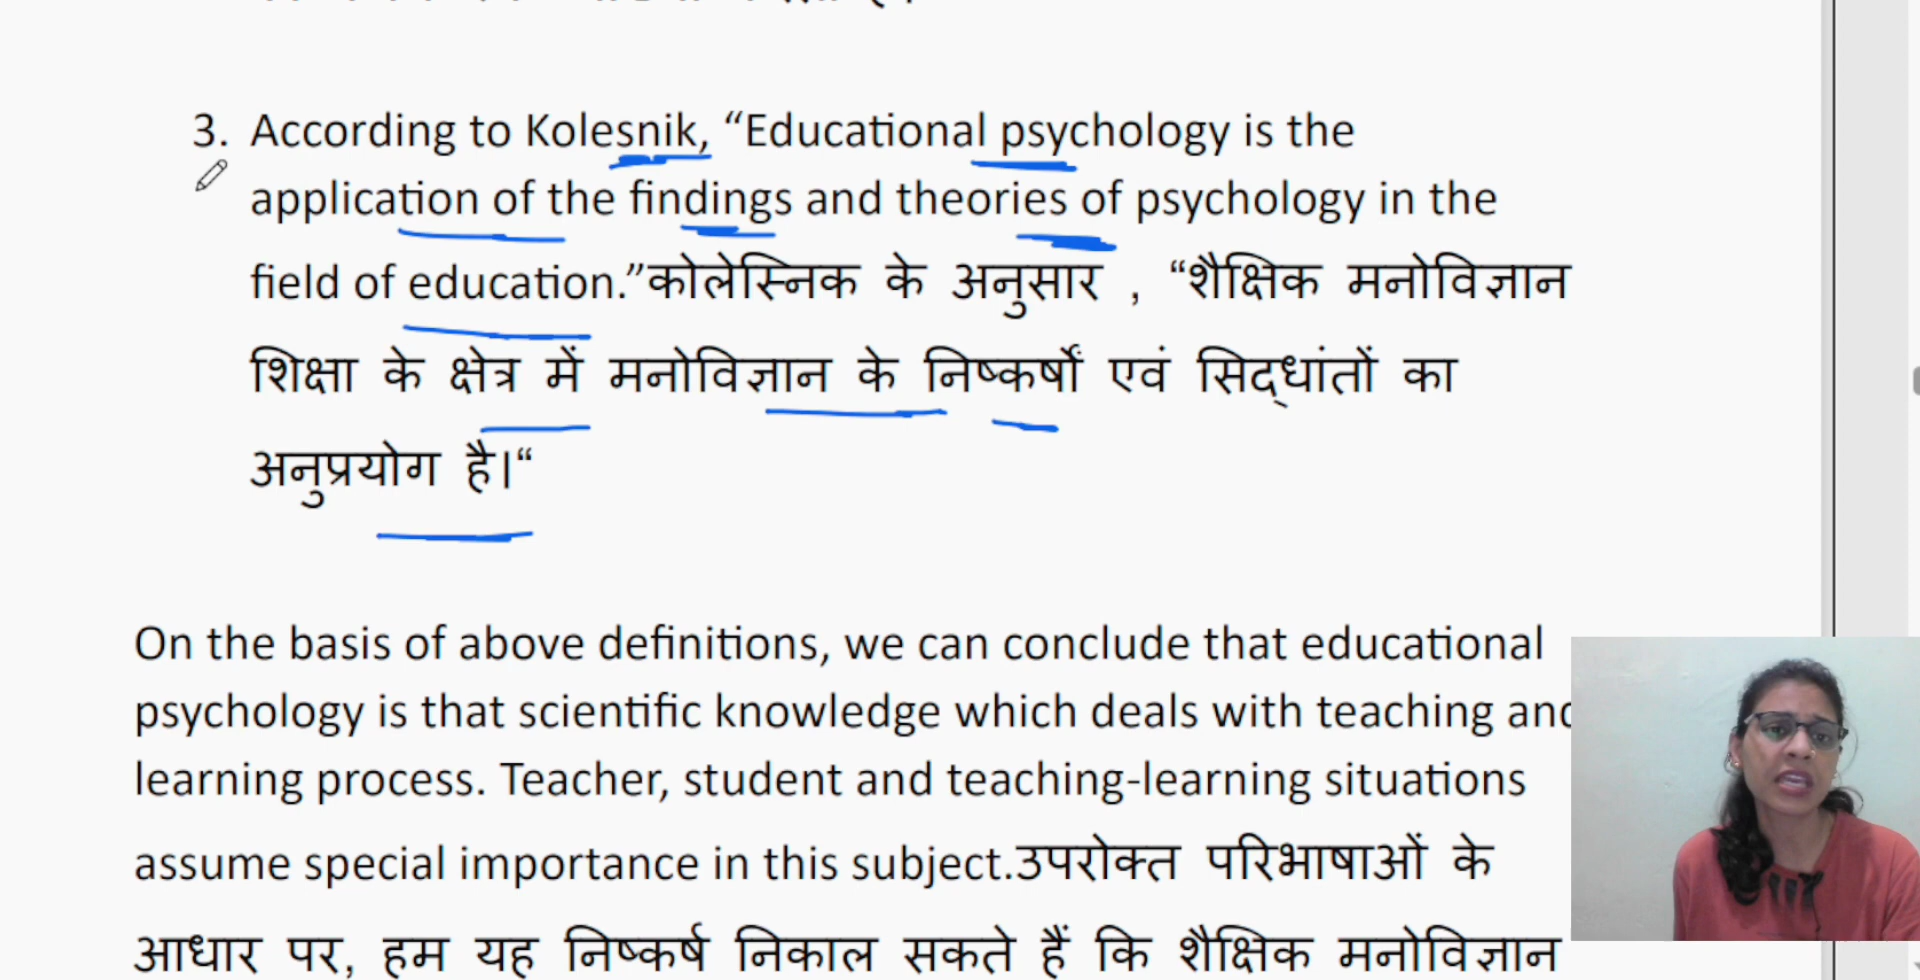 3. According to Kolesnik, “Educational psychology is the
application of the findings and theories of psychology in the
field of education.”कोलेस्निक के अनुसार , “शैक्षिक मनोविज्ञान
शिक्षा के क्षेत्र में मनोविज्ञान के निष्कर्षों एवं सिद्धांतों का
अनुप्रयोग है।“
On the basis of above definitions, we can conclude that educational
psychology is that scientific knowledge which deals with teaching and
learning process. Teacher, student and teaching-learning situations
assume special importance in this subject.उपरोक्त परिभाषाओं के
आधार पर, हम यह निष्कर्ष निकाल सकते हैं कि शैक्षिक मनोविज्ञान